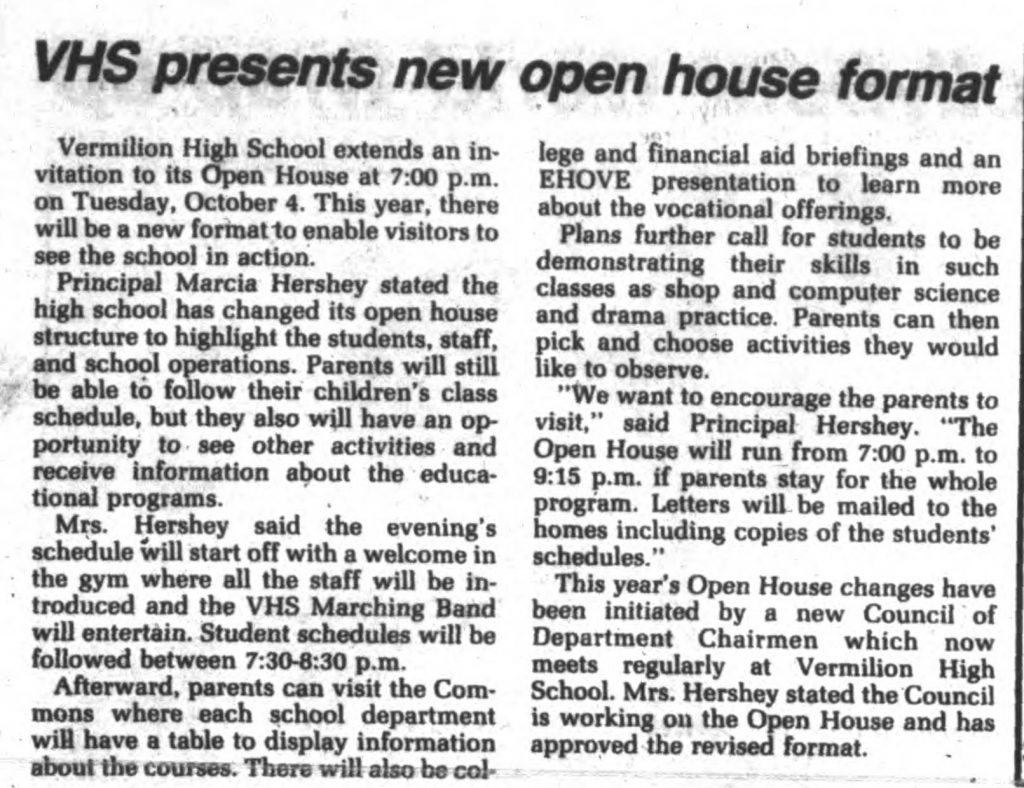 VHS presents new open house format
Vermilion High School extends an in-
vitation to its Open House at 7:00 p.m.
on Tuesday, October 4. This year, there
will be a new format to enable visitors to
see the school in action.
Principal Marcia Hershey stated the
high school has changed its open house
structure to highlight the students, staff,
and school operations. Parents will still
be able to follow their children's class
schedule, but they also will have an op-
portunity to see other activities and
receive information about the educa-
tional programs.
Mrs. Hershey said the evening's
schedule will start off with a welcome in
the gym where all the staff will be in-
troduced and the VHS Marching Band
will entertain. Student schedules will be
followed between 7:30-8:30 p.m.
Afterward, parents can visit the Com-
mons where each school department
will have a table to display information
about the courses. There will also be col-
lege and financial aid briefings and an
EHOVE presentation to learn more
about the vocational offerings.
Plans further call for students to be
demonstrating their skills in such
classes as shop and computer science
and drama practice. Parents can then
pick and choose activities they would
like to observe.
"We want to encourage the parents to
visit," said Principal Hershey. "The
Open House will run from 7:00 p.m. to
9:15 p.m. if parents stay for the whole
program. Letters will be mailed to the
homes including copies of the students'
schedules."
This year's Open House changes have
been initiated by a new Council of
Department Chairmen which now
meets regularly at Vermilion High
School. Mrs. Hershey stated the Council
is working on the Open House and has
approved the revised format.